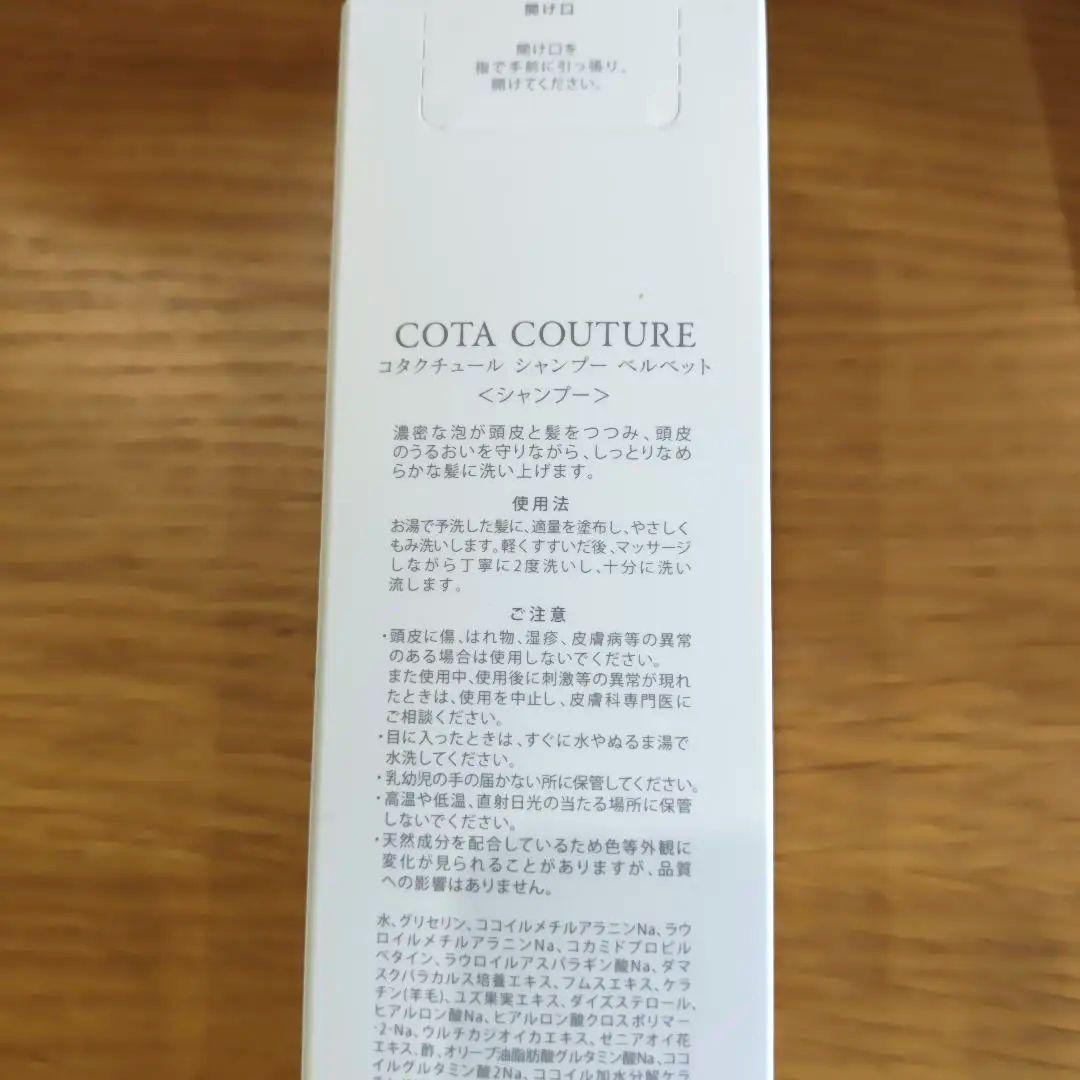 開け口
開け口を
指で手前に引っ張り、
開けてください。
COTA COUTURE
コタクチュール シャンプー ベルベット
＜シャンプー＞
濃密な泡が頭皮と髪をつつみ、頭皮
のうるおいを守りながら、しっとりなめ
らかな髪に洗い上げます。
使用法
お湯で予洗した髪に、適量を塗布し、やさしく
もみ洗いします。軽くすすいだ後、マッサージ
しながら丁寧に2度洗いし、十分に洗い
流します。
ご注意
・頭皮に傷、はれ物、湿疹、皮膚病等の異常
のある場合は使用しないでください。
また使用中、使用後に刺激等の異常が現れ
たときは、使用を中止し、皮膚科専門医に
ご相談ください。
・目に入ったときは、すぐに水やぬるま湯で
水洗してください。
・乳幼児の手の届かない所に保管してください。
・高温や低温、直射日光の当たる場所に保管
しないでください。
・天然成分を配合しているため色等外観に
変化が見られることがありますが、品質
への影響はありません。
水、グリセリン、ココイルメチルアラニンNa、ラウ
ロイルメチルアラニンNa、コカミドプロピル
ベタイン、ラウロイルアスパラギン酸Na、ダマ
スクバラカルス培養エキス、フムスエキス、ケラ
チン(羊毛)、ユズ果実エキス、ダイズステロール、
ヒアルロン酸Na、ヒアルロン酸クロスポリマー
-2-Na、ウルチカジオイカエキス、ゼニアオイ花
エキス、酢、オリーブ油脂肪酸グルタミン酸Na、ココ
イルグルタミン酸2Na、ココイル加水分解ケラ